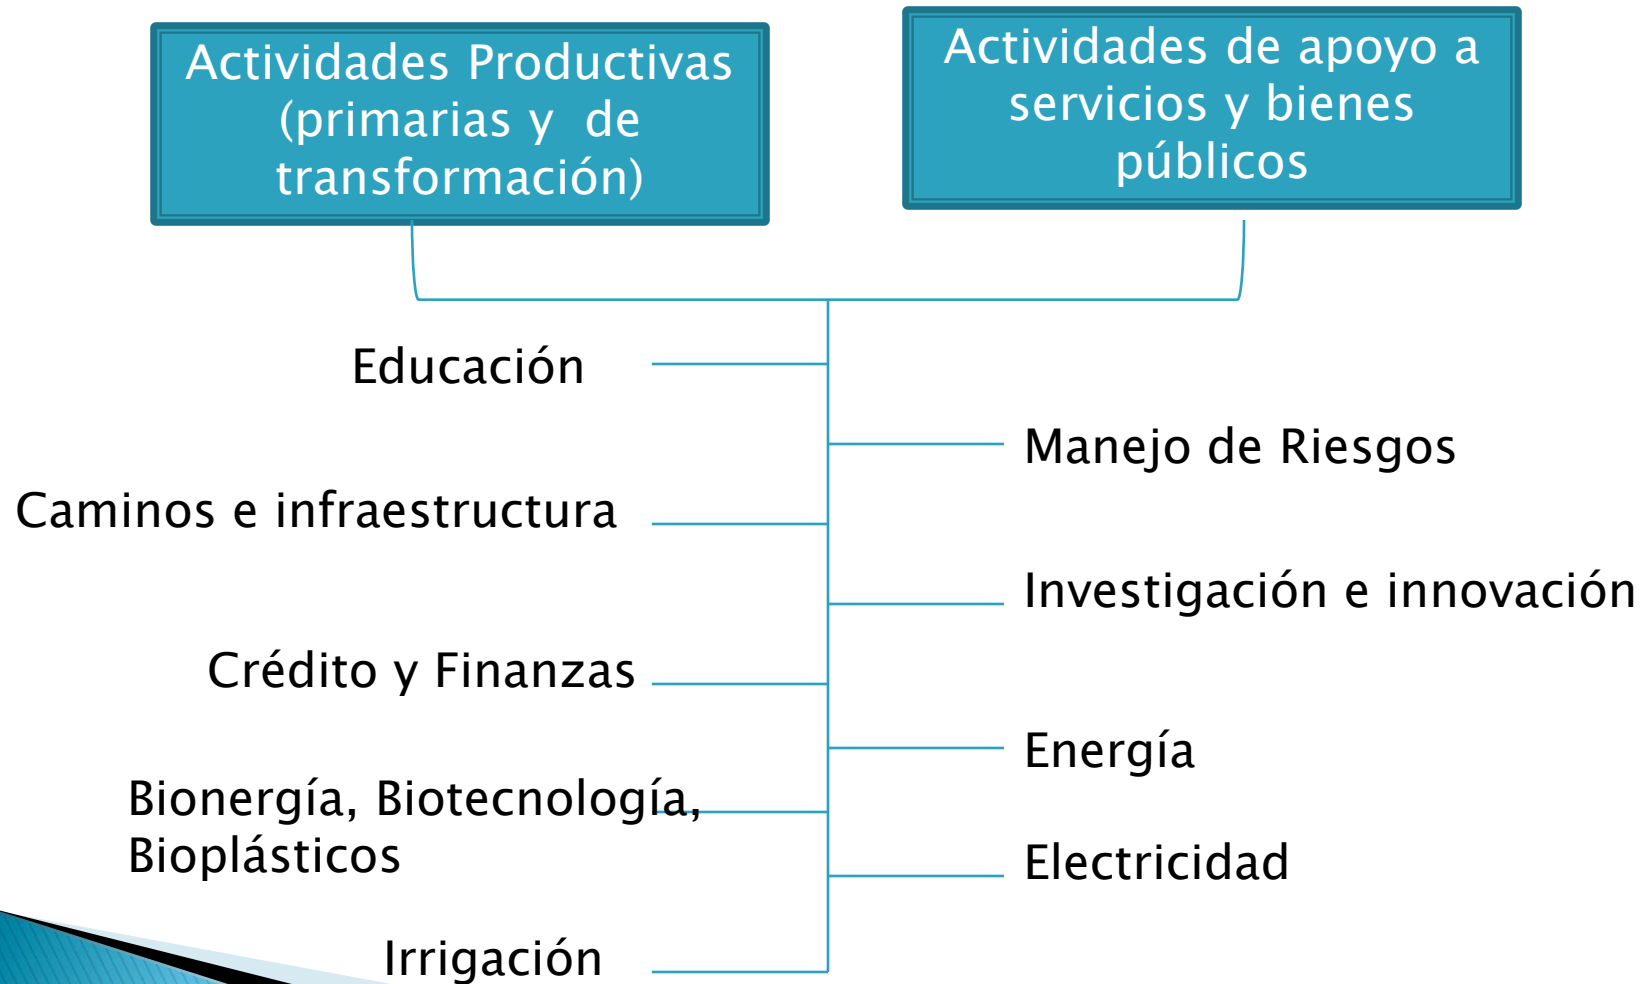 Actividades Productivas
(primarias y de
transformación)
Actividades de apoyo a
servicios y bienes
públicos
Educación
Manejo de Riesgos
Caminos e infraestructura
Investigación e innovación
Crédito y Finanzas
Energía
Bionergía, Biotecnología,
Bioplásticos
Electricidad
Irrigación